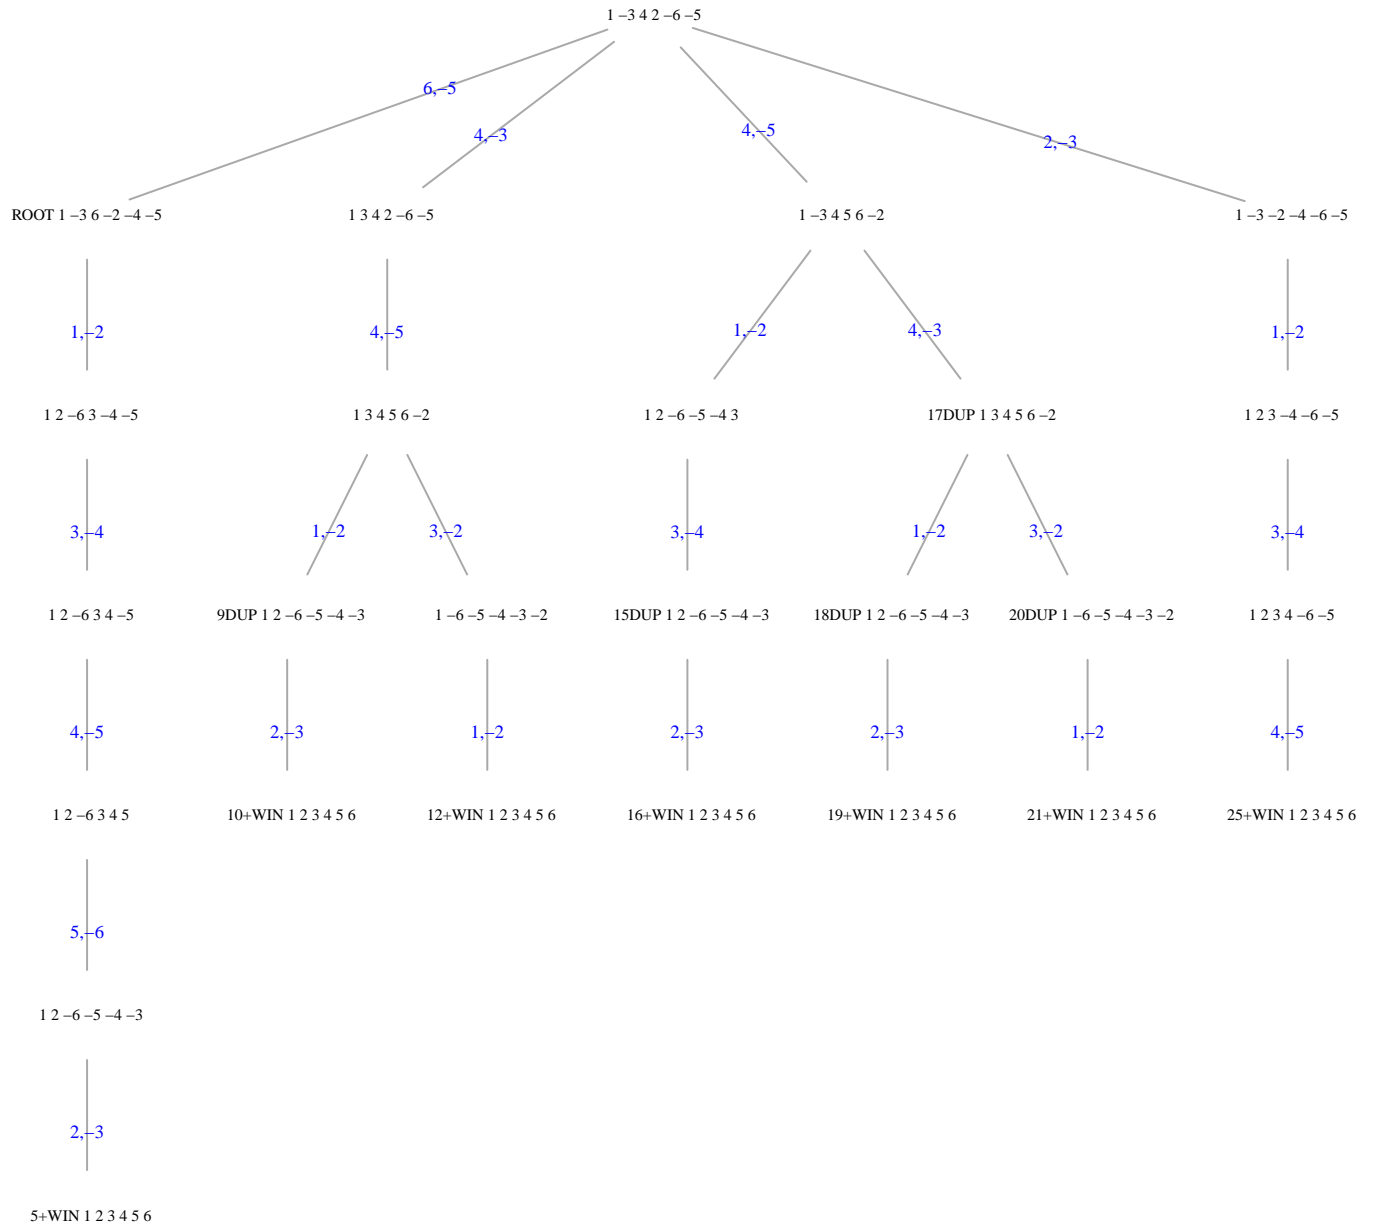 1 −3 4 2 −6 −5
6,−5
4,−3
4,−5
2,−3
ROOT 1 −3 6 −2 −4 −5
1 3 4 2 −6 −5
1 −3 4 5 6 −2
1 −3 −2 −4 −6 −5
1,−2
4,−5
1,−2
4,−3
1,−2
1 2 −6 3 −4 −5
1 3 4 5 6 −2
1 2 −6 −5 −4 3
17DUP 1 3 4 5 6 −2
1 2 3 −4 −6 −5
3,−4
1,−2
3,−2
3,−4
1,−2
3,−2
3,−4
1 2 −6 3 4 −5
9DUP 1 2 −6 −5 −4 −3
1 −6 −5 −4 −3 −2
15DUP 1 2 −6 −5 −4 −3
18DUP 1 2 −6 −5 −4 −3
20DUP 1 −6 −5 −4 −3 −2
1 2 3 4 −6 −5
4,−5
2,−3
1,−2
2,−3
2,−3
1,−2
4,−5
1 2 −6 3 4 5
10+WIN 1 2 3 4 5 6
12+WIN 1 2 3 4 5 6
16+WIN 1 2 3 4 5 6
19+WIN 1 2 3 4 5 6
21+WIN 1 2 3 4 5 6
25+WIN 1 2 3 4 5 6
5,−6
1 2 −6 −5 −4 −3
2,−3
5+WIN 1 2 3 4 5 6